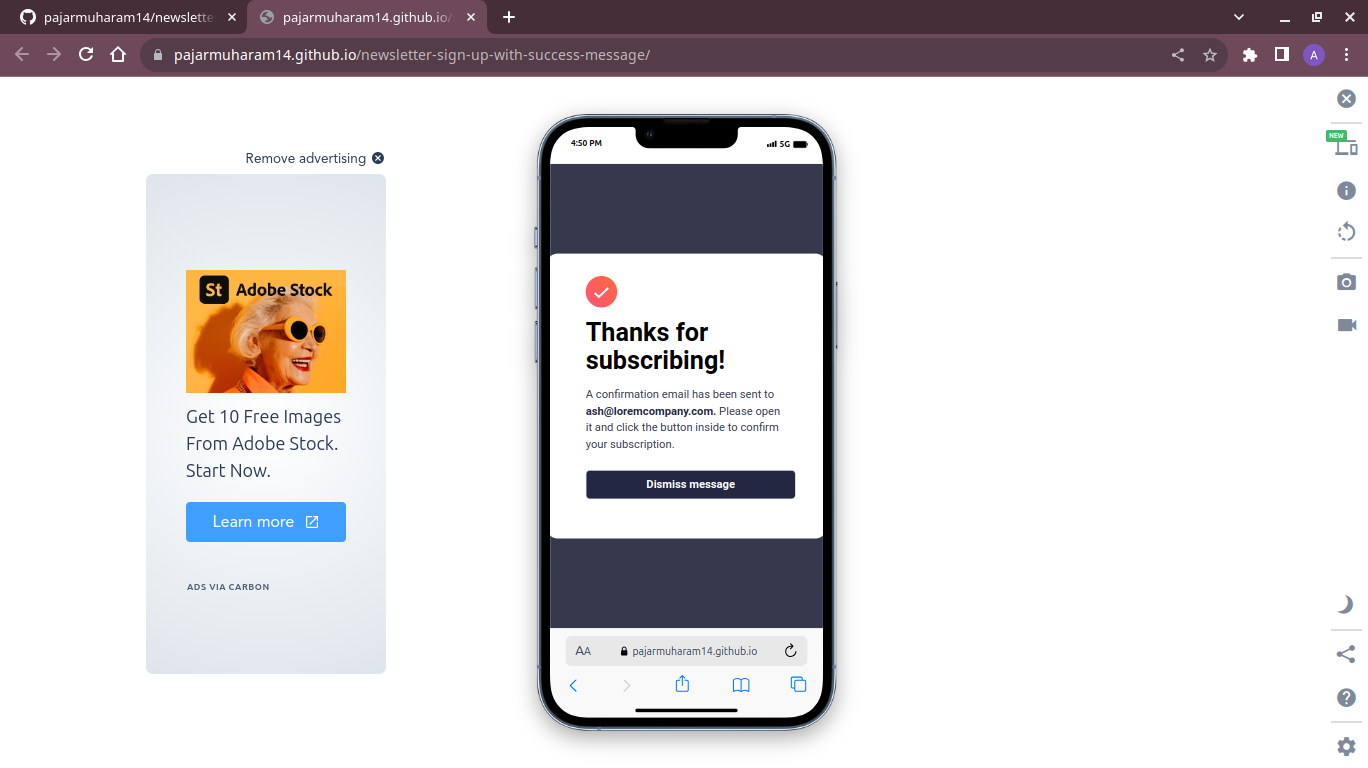 pajarmuharam14/newslette
pajarmuharam14.github.io/
pajarmuharam14.github.io/newsletter-sign-up-with-success-message/
A
NEW
Remove advertising
St Adobe Stock
Get 10 Free Images
From Adobe Stock.
Start Now.
Learn more
ADS VIA CARBON
4:50 PM
5G
Thanks for
subscribing!
A confirmation email has been sent to
ash@loremcompany.com. Please open
it and click the button inside to confirm
your subscription.
Dismiss message
AA pajarmuharam14.github.io